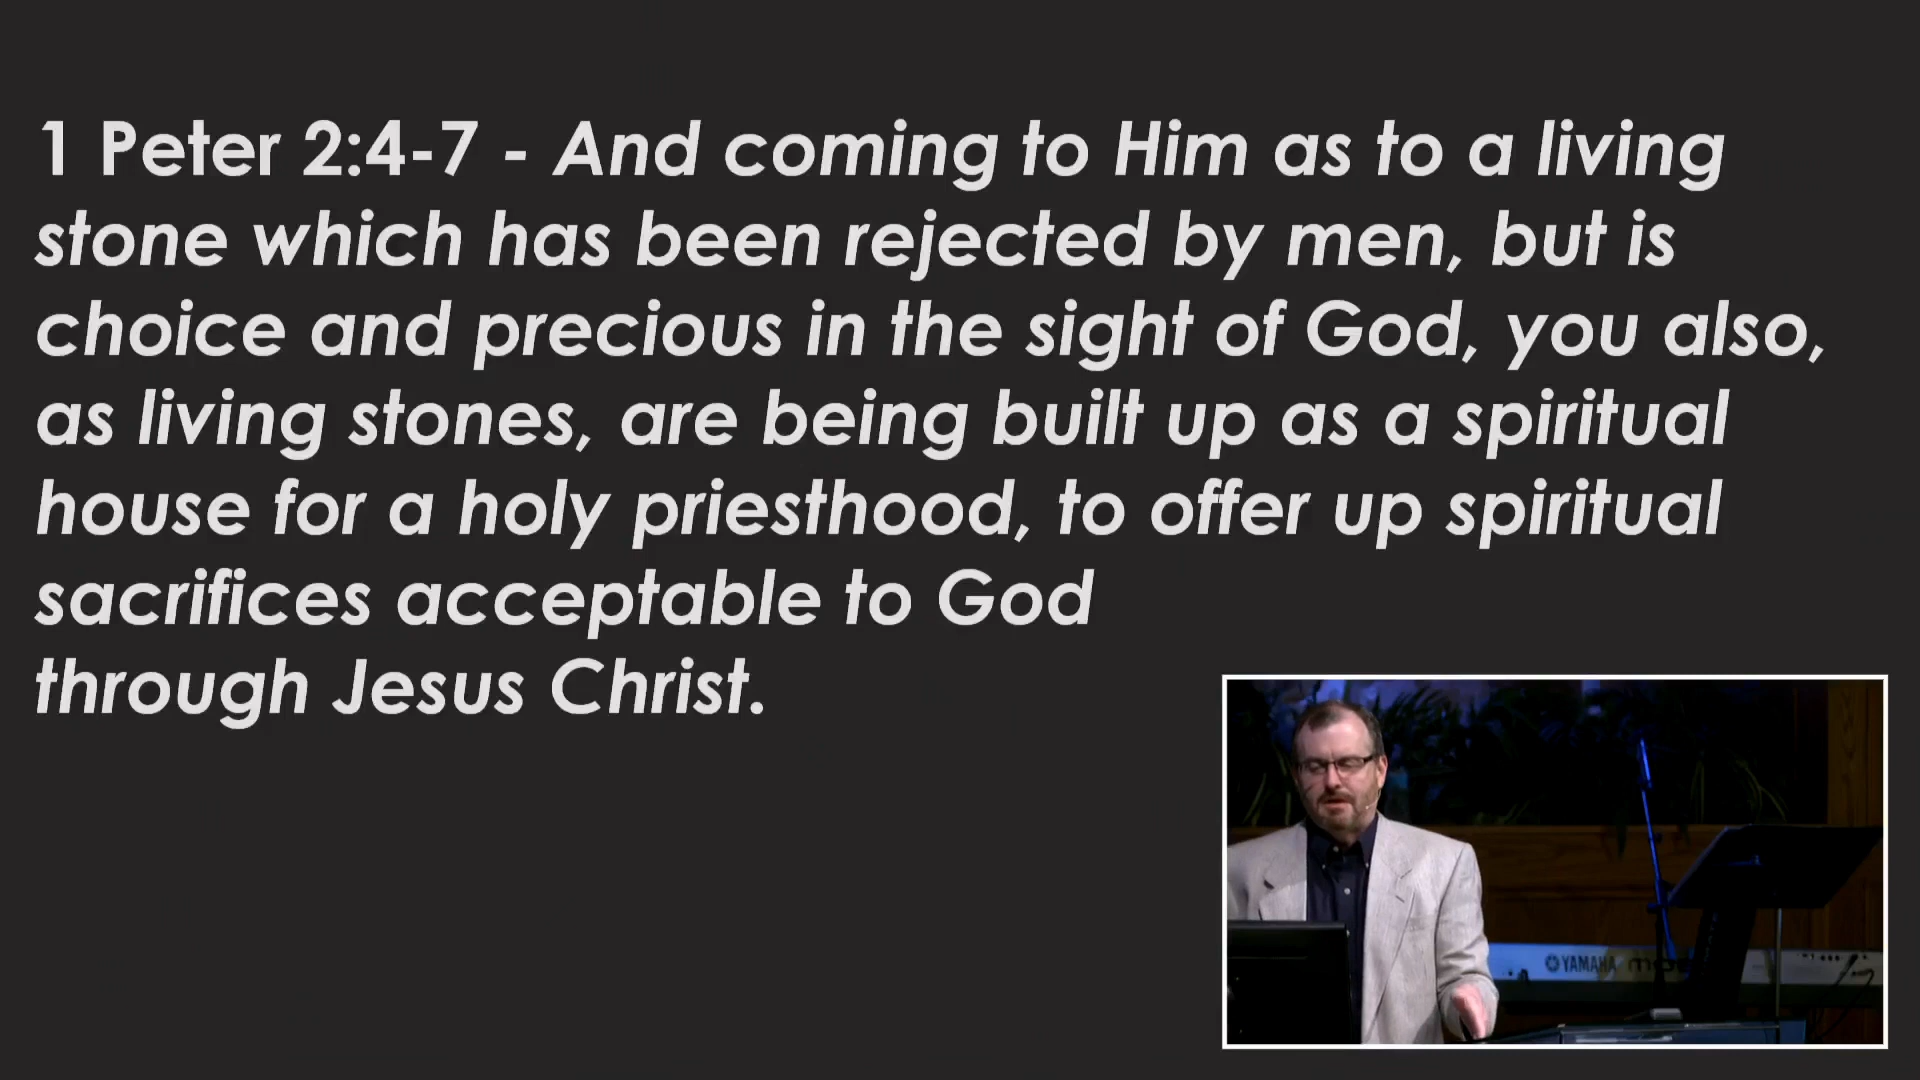 1 Peter 2:4-7 - And coming to Him as to a living
stone which has been rejected by men, but is
choice and precious in the sight of God, you also,
as living stones, are being built up as a spiritual
house for a holy priesthood, to offer up spiritual
sacrifices acceptable to God
through Jesus Christ.
YAMAHA